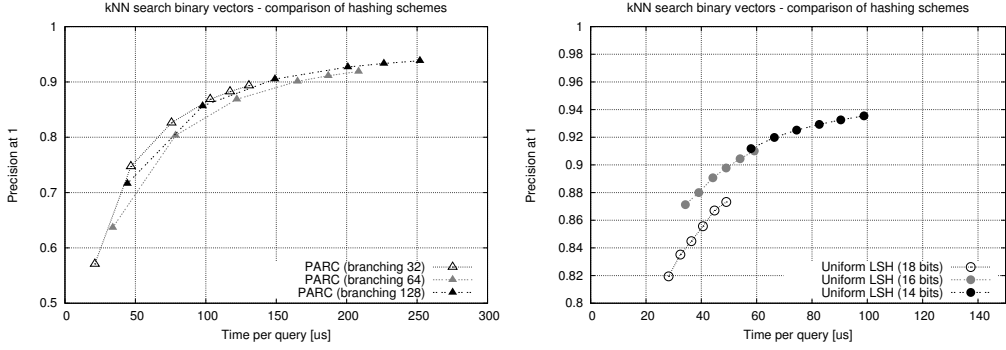 kNN search binary vectors - comparison of hashing schemes
1
0.9
0.8
0.7
0.6
0.5
Precision at 1
PARC (branching 32)
PARC (branching 64)
PARC (branching 128)
0 50 100 150 200 250 300
Time per query [us]
kNN search binary vectors - comparison of hashing schemes
1
0.98
0.96
0.94
0.92
0.9
0.88
0.86
0.84
0.82
0.8
Precision at 1
Uniform LSH (18 bits)
Uniform LSH (16 bits)
Uniform LSH (14 bits)
0 20 40 60 80 100 120 140
Time per query [us]